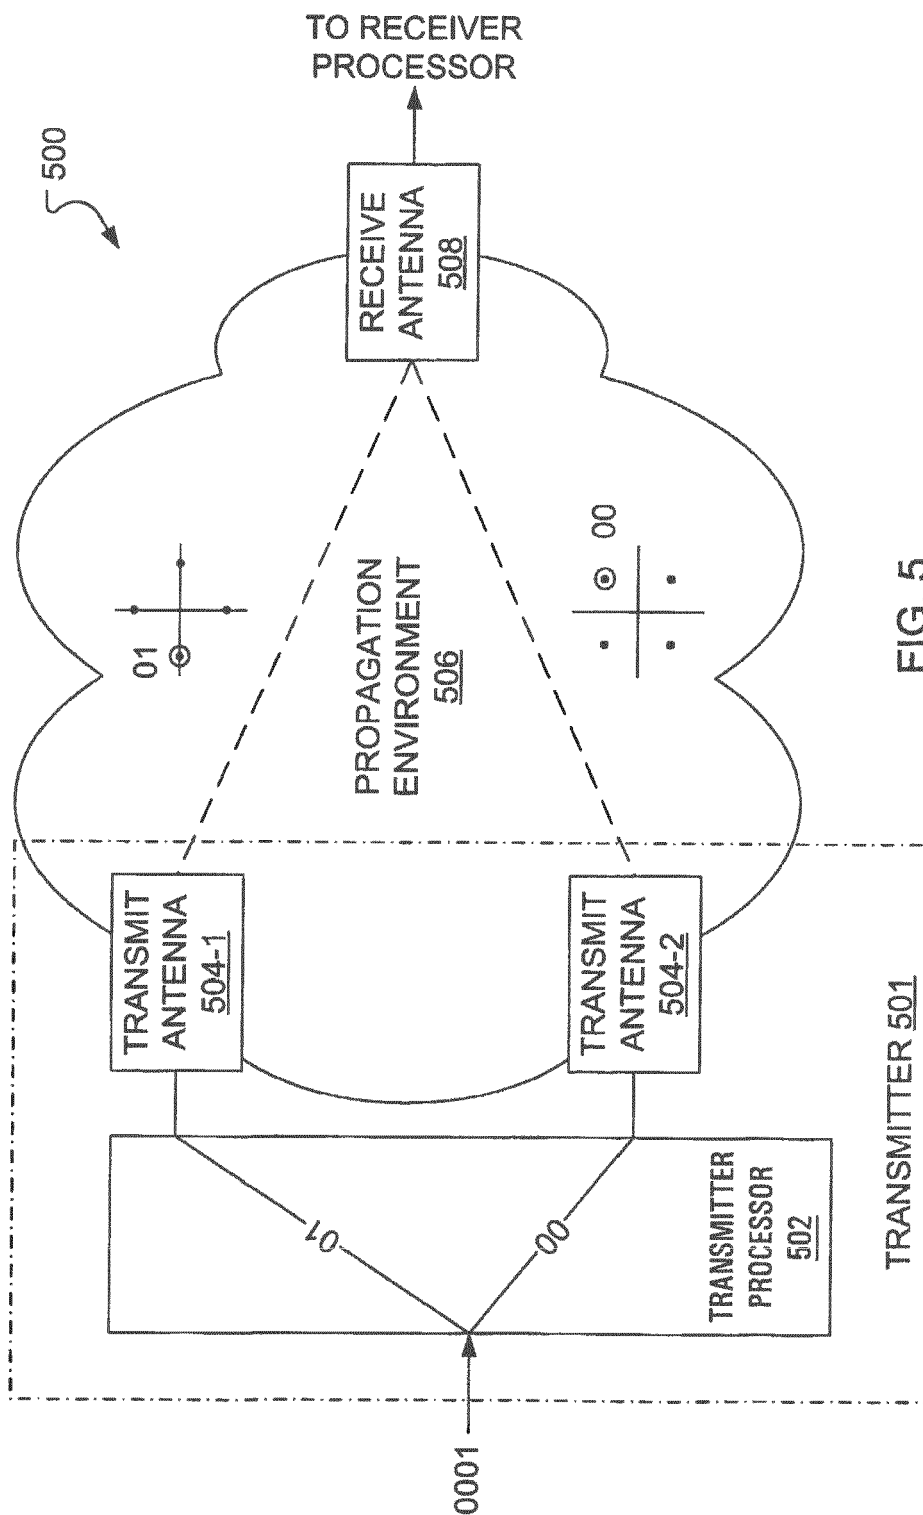 500
0001
01
00
TRANSMITTER
PROCESSOR
502
TRANSMIT
ANTENNA
504-1
TRANSMIT
ANTENNA
504-2
TRANSMITTER 501
01
PROPAGATION
ENVIRONMENT
506
00
RECEIVE
ANTENNA
508
TO RECEIVER
PROCESSOR
FIG. 5